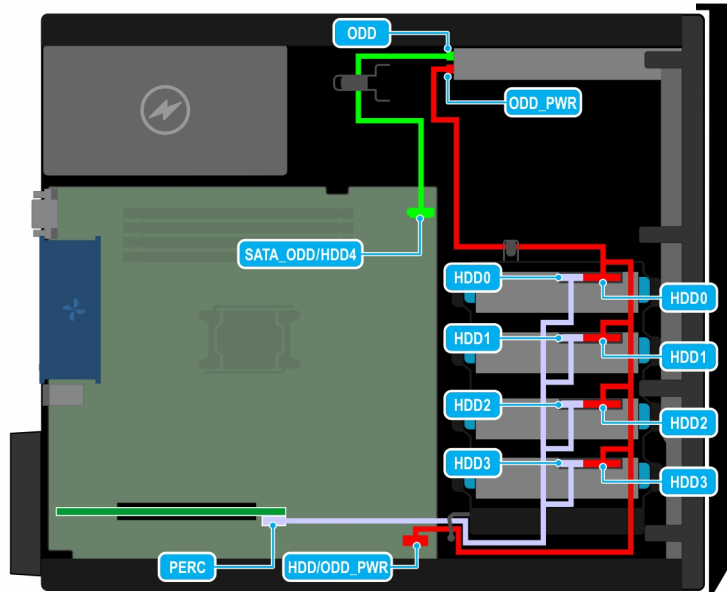 ODD
ODD_PWR
SATA_ODD/HDD4
HDD0
HDD0
HDD1
HDD1
HDD2
HDD2
HDD3
HDD3
PERC
HDD/ODD_PWR